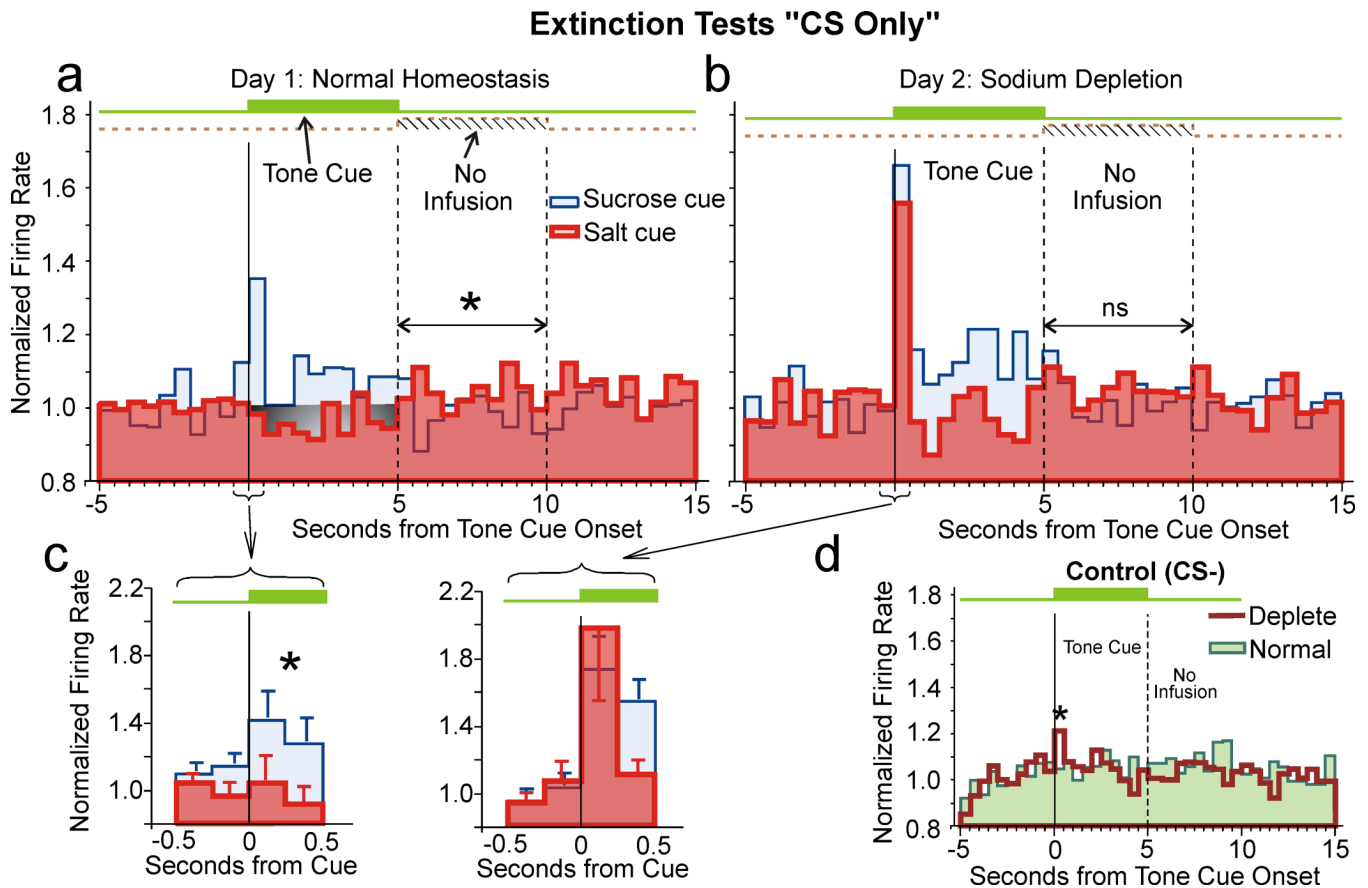 Extinction Tests "CS Only"
a
Day 1: Normal Homeostasis
b
Day 2: Sodium Depletion
Normalized Firing Rate
1.8
1.6
1.4
1.2
1.0
0.8
Tone Cue
No
Infusion
Sucrose cue
Salt cue
*
-5
0
5
10
15
Seconds from Tone Cue Onset
Tone Cue
No
Infusion
ns
-5
0
5
10
15
Seconds from Tone Cue Onset
c
Normalized Firing Rate
2.2
1.8
1.4
1.0
*
-0.5
0
0.5
Seconds from Cue
2.2
1.8
1.4
1.0
-0.5
0
0.5
Seconds from Cue
d
Control (CS-)
Normalized Firing Rate
1.8
1.6
1.4
1.2
1.0
0.8
Deplete
Normal
Tone Cue
No
Infusion
*
-5
0
5
10
15
Seconds from Tone Cue Onset